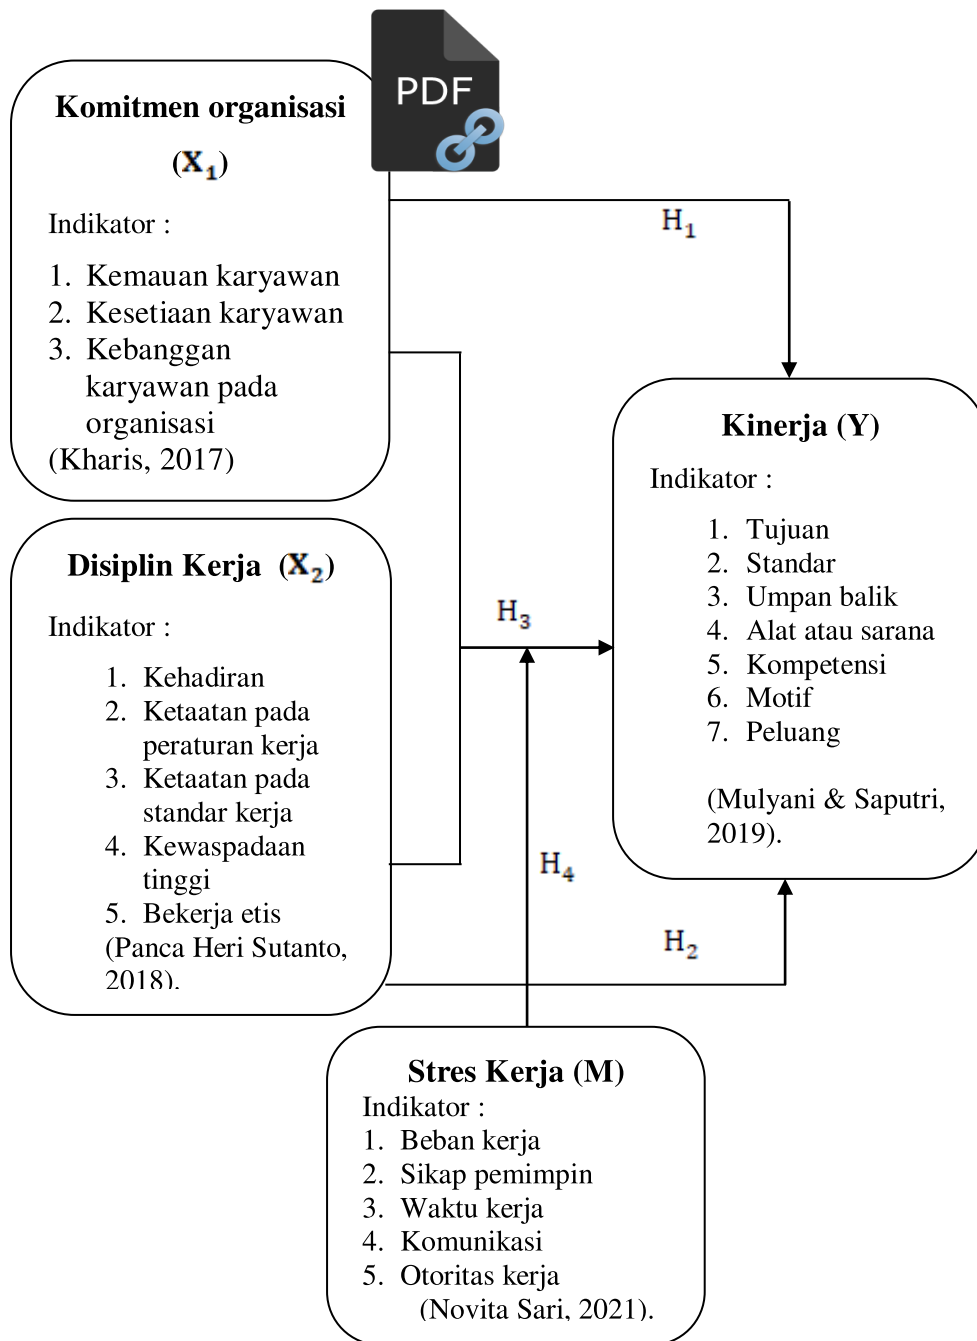 PDF
Komitmen organisasi
(X₁)
Indikator :
1. Kemauan karyawan
2. Kesetiaan karyawan
3. Kebanggan
karyawan pada
organisasi
(Kharis, 2017)
H₁
Disiplin Kerja (X₂)
Indikator :
1. Kehadiran
2. Ketaatan pada
peraturan kerja
3. Ketaatan pada
standar kerja
4. Kewaspadaan
tinggi
5. Bekerja etis
(Panca Heri Sutanto,
2018).
H₃
H₄
H₂
Kinerja (Y)
Indikator :
1. Tujuan
2. Standar
3. Umpan balik
4. Alat atau sarana
5. Kompetensi
6. Motif
7. Peluang
(Mulyani & Saputri,
2019).
Stres Kerja (M)
Indikator :
1. Beban kerja
2. Sikap pemimpin
3. Waktu kerja
4. Komunikasi
5. Otoritas kerja
(Novita Sari, 2021).